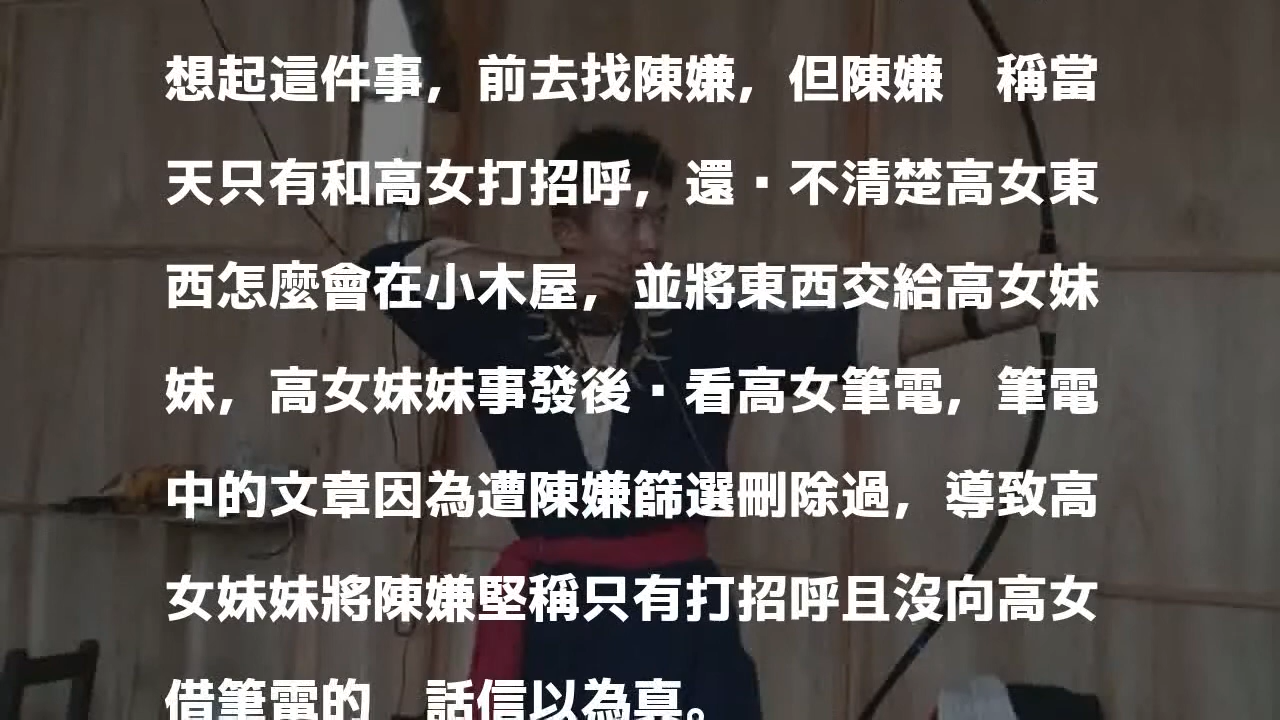 想起這件事，前去找陳嫌，但陳嫌　稱當
天只有和高女打招呼，還·不清楚高女東
西怎麼會在小木屋，並將東西交給高女妹
妹，高女妹妹事發後·看高女筆電，筆電
中的文章因為遭陳嫌篩選刪除過，導致高
女妹妹將陳嫌堅稱只有打招呼且沒向高女
借筆電的　話信以為真。